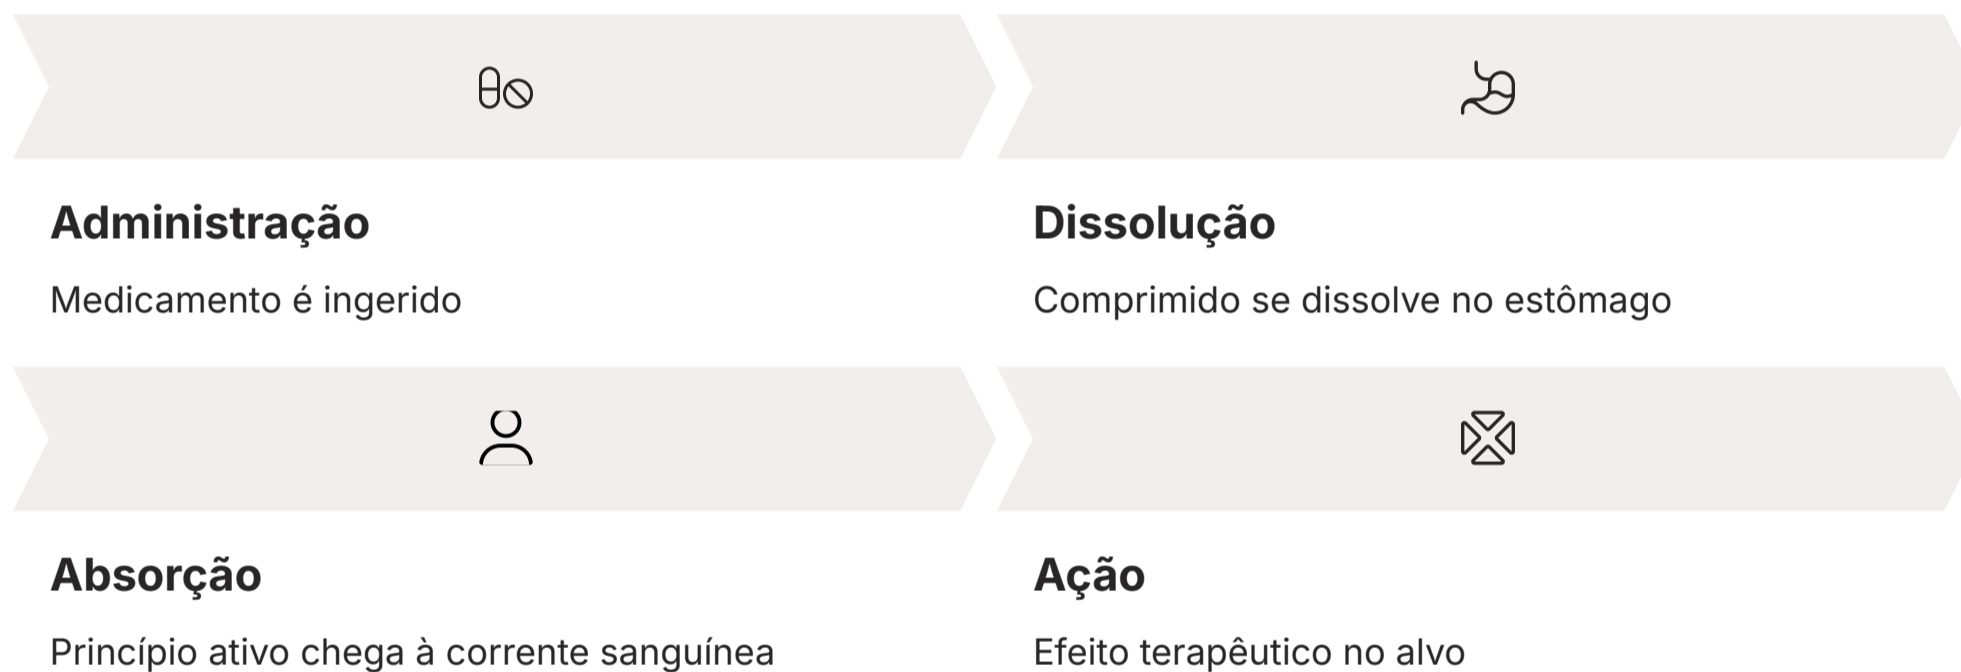 Administração
Medicamento é ingerido
Dissolução
Comprimido se dissolve no estômago
Absorção
Princípio ativo chega à corrente sanguínea
Ação
Efeito terapêutico no alvo